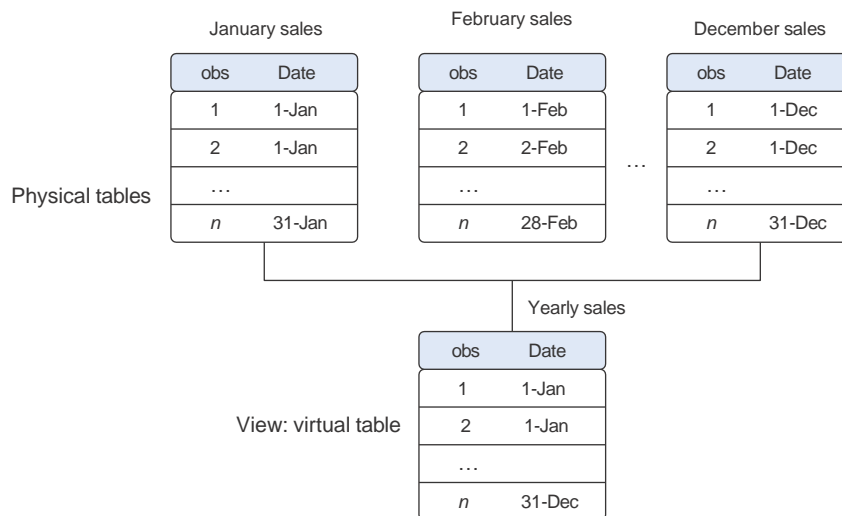 January sales
obs Date
1 1-Jan
2 1-Jan
…
n 31-Jan
February sales
obs Date
1 1-Feb
2 2-Feb
…
n 28-Feb
…
December sales
obs Date
1 1-Dec
2 1-Dec
…
n 31-Dec
Physical tables
Yearly sales
obs Date
1 1-Jan
2 1-Jan
…
n 31-Dec
View: virtual table